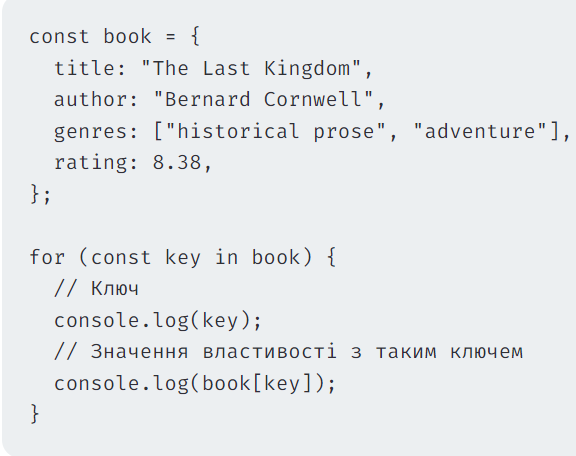 const book = {
  title: "The Last Kingdom",
  author: "Bernard Cornwell",
  genres: ["historical prose", "adventure"],
  rating: 8.38,
};

for (const key in book) {
  // Ключ
  console.log(key);
  // Значення властивості з таким ключем
  console.log(book[key]);
}